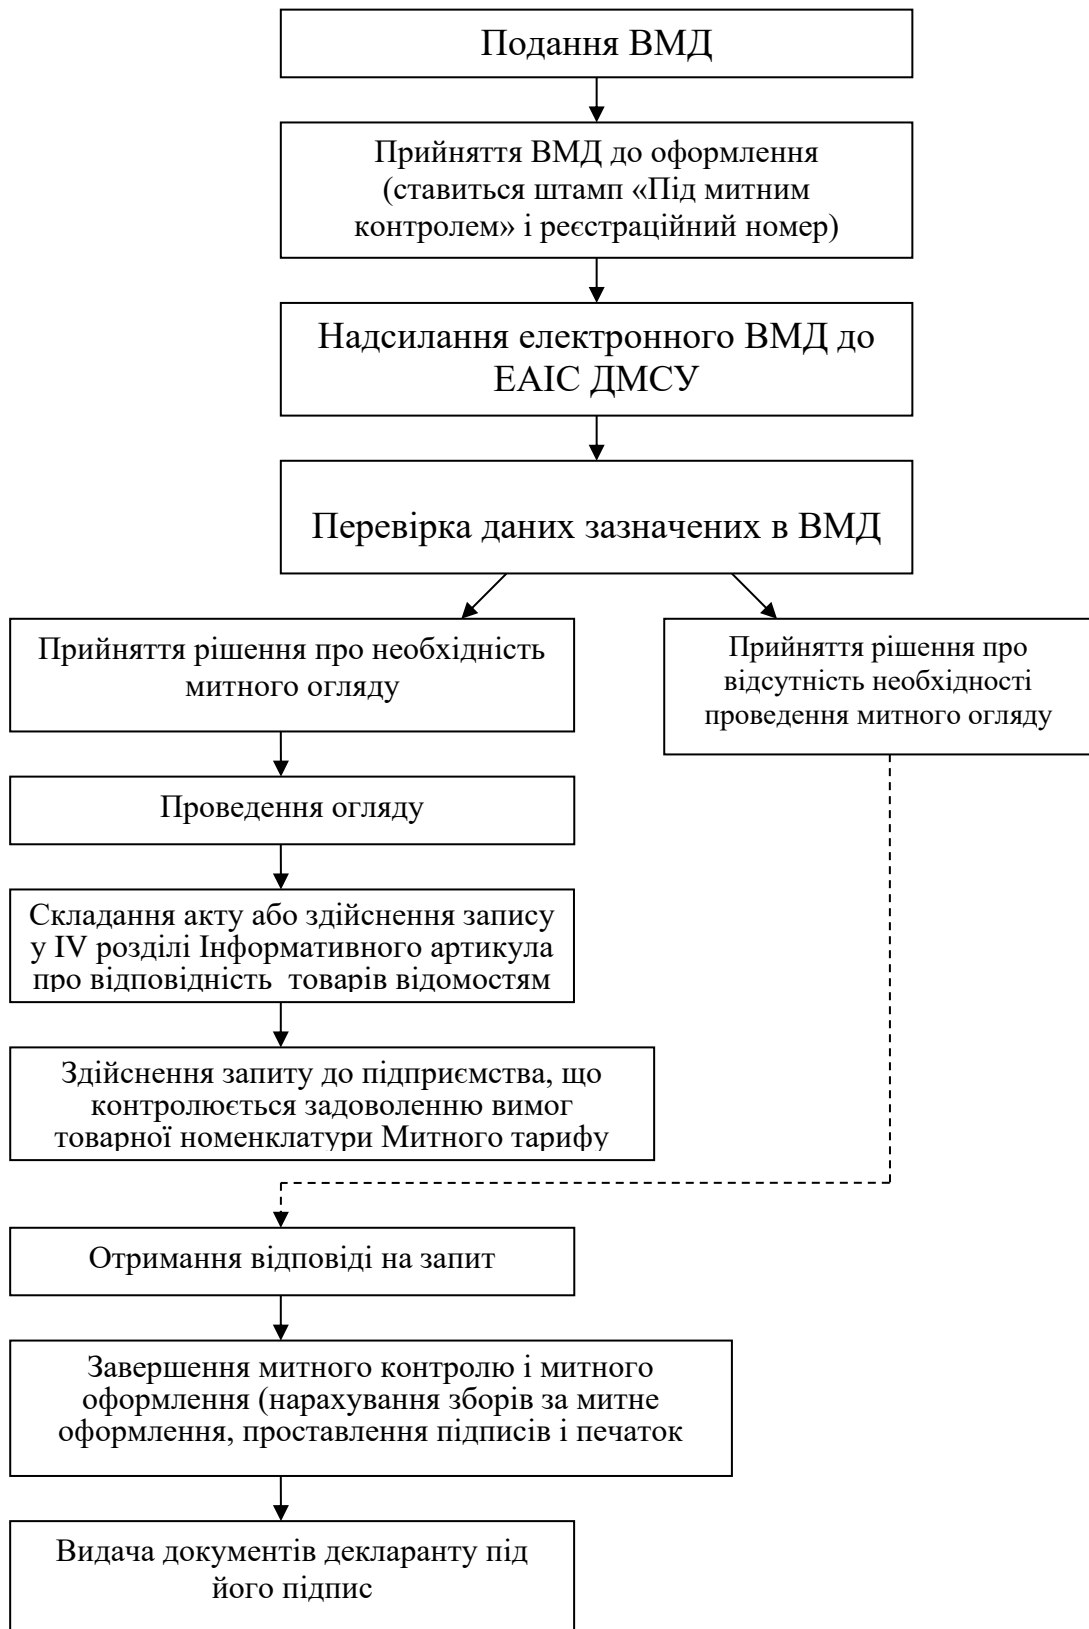 Подання ВМД
Прийняття ВМД до оформлення
(ставиться штамп «Під митним
контролем» і реєстраційний номер)
Надсилання електронного ВМД до
ЕАІС ДМСУ
Перевірка даних зазначених в ВМД
Прийняття рішення про необхідність
митного огляду
Прийняття рішення про
відсутність необхідності
проведення митного огляду
Проведення огляду
Складання акту або здійснення запису
у IV розділі Інформативного артикула
про відповідність товарів відомостям
Здійснення запиту до підприємства, що
контролюється задоволенню вимог
товарної номенклатури Митного тарифу
Отримання відповіді на запит
Завершення митного контролю і митного
оформлення (нарахування зборів за митне
оформлення, проставлення підписів і печаток
Видача документів декларанту під
його підпис